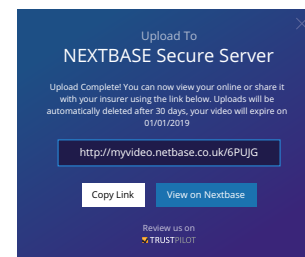 Upload To
NEXTBASE Secure Server
Upload Complete! You can now view your online or share it
with your insurer using the link below. Uploads will be
automatically deleted after 30 days, your video will expire on
01/01/2019
http://myvideo.netbase.co.uk/6PUJG
Copy Link View on Nextbase
Review us on
TRUSTPILOT